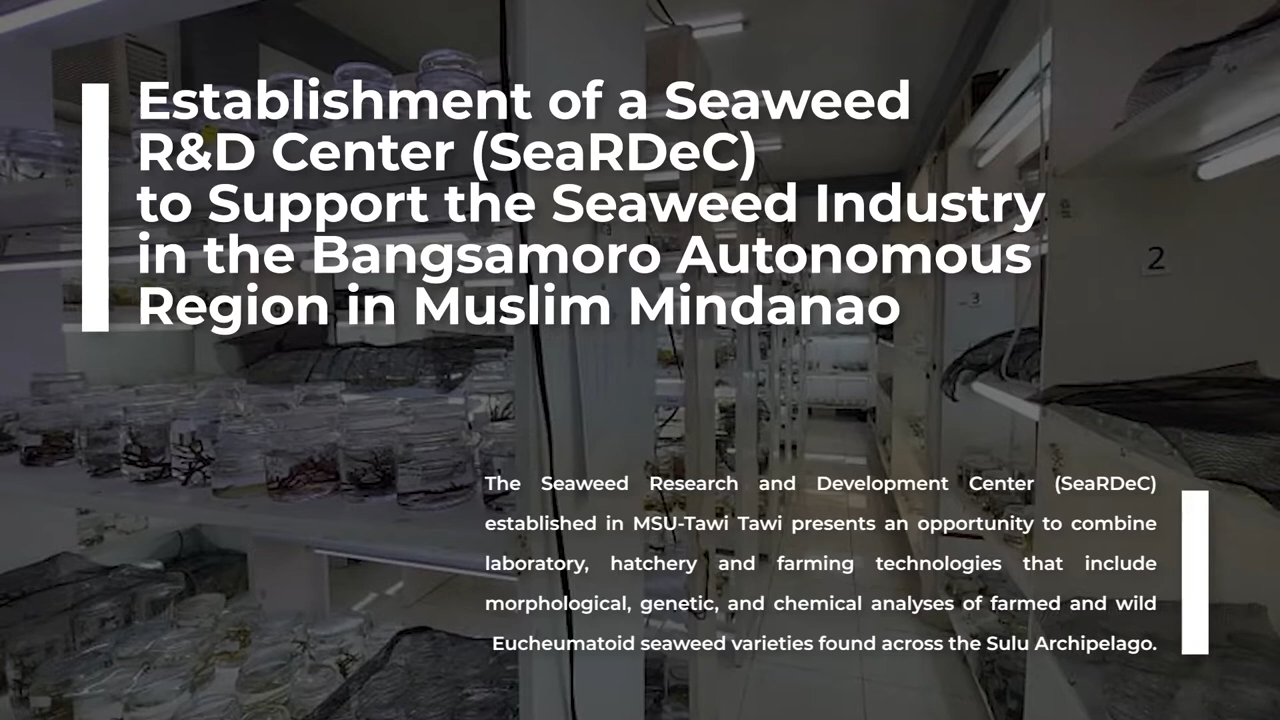 Establishment of a Seaweed
R&D Center (SeaRDeC)
to Support the Seaweed Industry
in the Bangsamoro Autonomous
Region in Muslim Mindanao
2
3
The Seaweed Research and Development Center (SeaRDeC)
established in MSU-Tawi Tawi presents an opportunity to combine
laboratory, hatchery and farming technologies that include
morphological, genetic, and chemical analyses of farmed and wild
Eucheumatoid seaweed varieties found across the Sulu Archipelago.